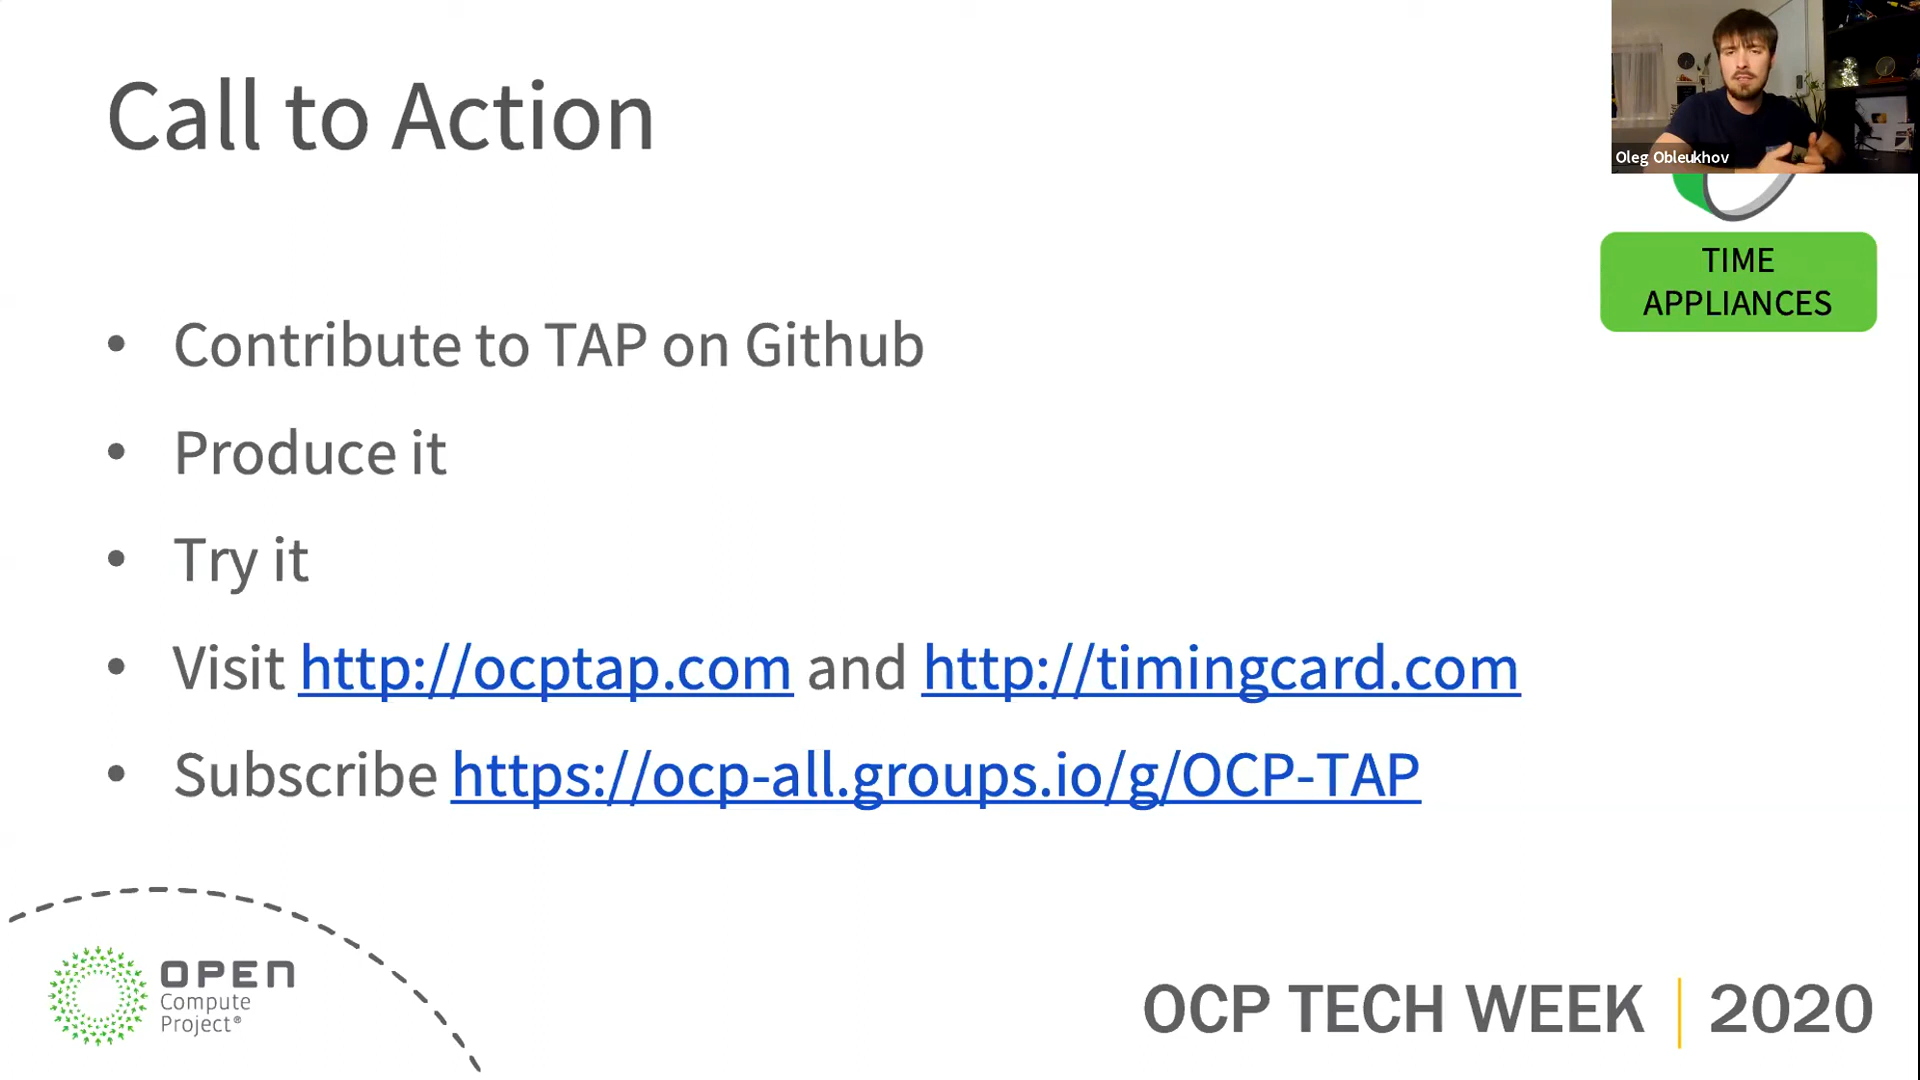 Call to Action
Oleg Obleukhov
TIME
APPLIANCES
• Contribute to TAP on Github
• Produce it
• Try it
• Visit http://ocptap.com and http://timingcard.com
• Subscribe https://ocp-all.groups.io/g/OCP-TAP
OPEN
Compute
Project®
OCP TECH WEEK | 2020